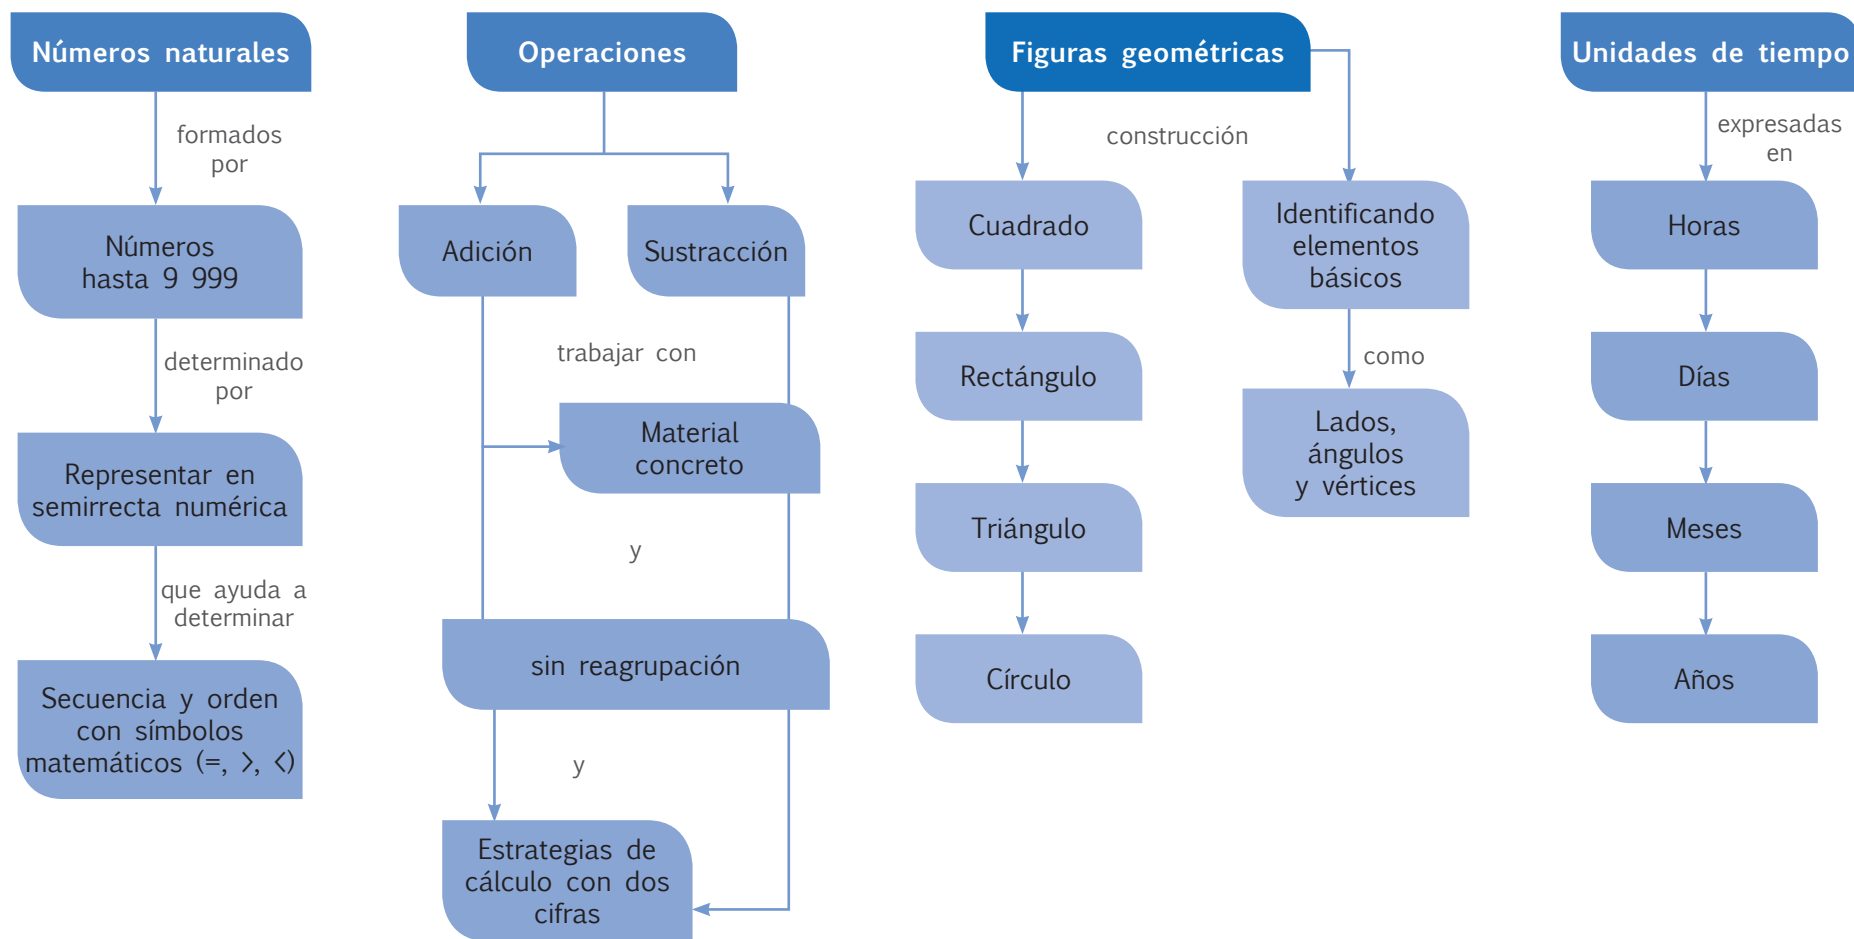 Números naturales
formados
por
Números
hasta 9 999
determinado
por
Representar en
semirrecta numérica
que ayuda a
determinar
Secuencia y orden
con símbolos
matemáticos (=, >, <)
Operaciones
Adición
Sustracción
trabajar con
Material
concreto
y
sin reagrupación
y
Estrategias de
cálculo con dos
cifras
Figuras geométricas
construcción
Cuadrado
Rectángulo
Triángulo
Círculo
Identificando
elementos
básicos
como
Lados,
ángulos
y vértices
Unidades de tiempo
expresadas
en
Horas
Días
Meses
Años